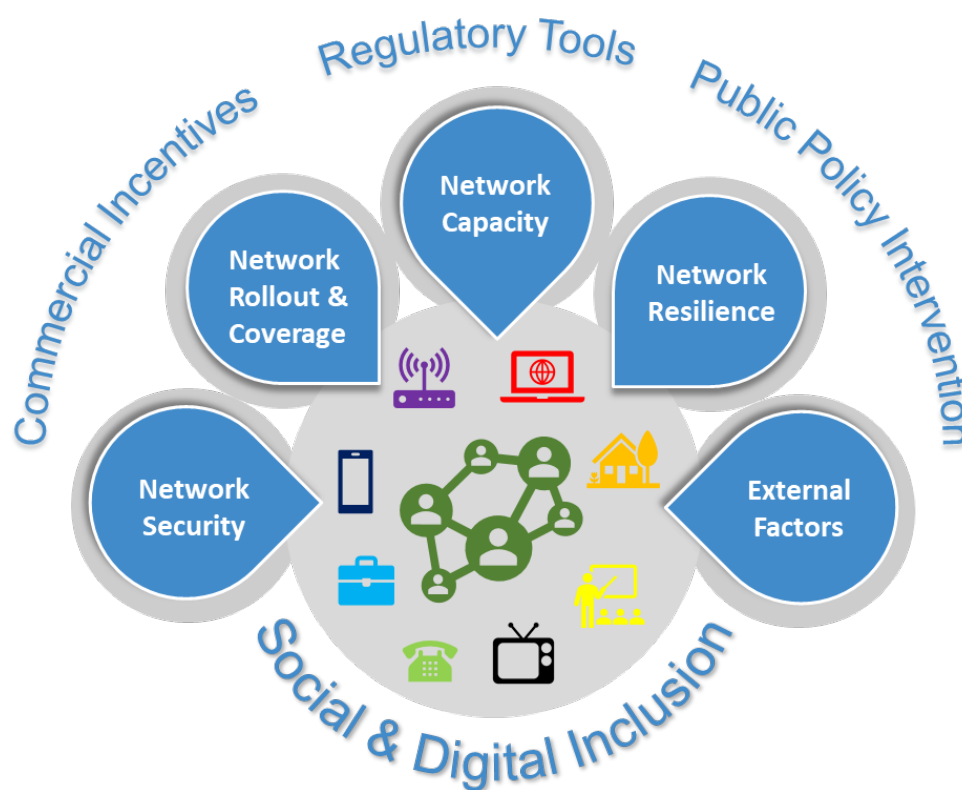 Commercial Incentives
Regulatory Tools
Public Policy Intervention
Network
Security
Network
Rollout &
Coverage
Network
Capacity
Network
Resilience
External
Factors
Social & Digital Inclusion